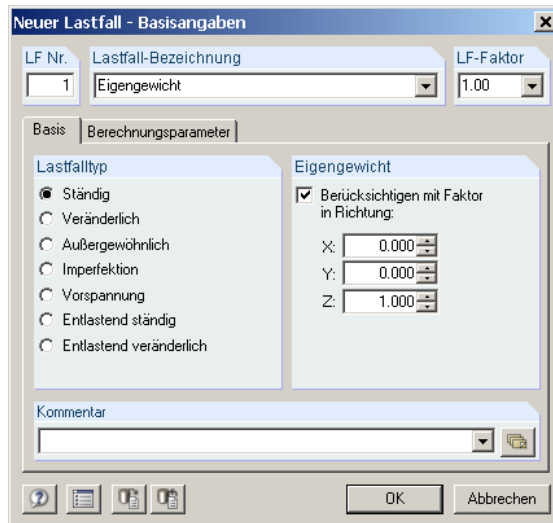 Neuer Lastfall - Basisangaben
LF Nr.
Lastfall-Bezeichnung
LF-Faktor
1
Eigengewicht
1.00
Basis
Berechnungsparameter
Lastfalltyp
Ständig
Veränderlich
Außergewöhnlich
Imperfektion
Vorspannung
Entlastend ständig
Entlastend veränderlich
Eigengewicht
Berücksichtigen mit Faktor
in Richtung:
X: 0.000
Y: 0.000
Z: 1.000
Kommentar
OK
Abbrechen